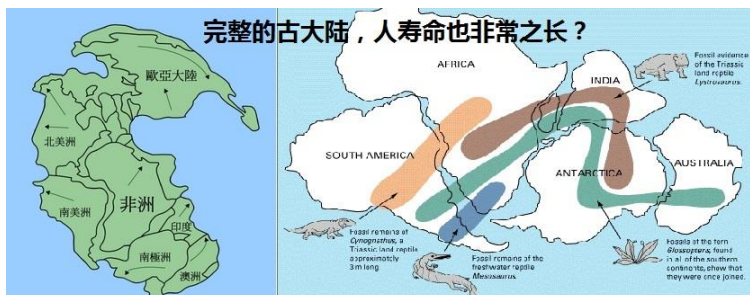 完整的古大陆，人寿命也非常之长？
歐亞大陸
北美洲
非洲
南美洲
印度
南極洲
澳洲
AFRICA
INDIA
SOUTH AMERICA
ANTARCTICA
AUSTRALIA
Fossil evidence
of the Triassic
land reptile
Lystrosaurus.
Fossil remains of
Cynognathus, a
Triassic land reptile
approximately
3 m long.
Fossil remains of the
freshwater reptile
Mesosaurus.
Fossils of the fern
Glossopteris, found
in all of the southern
continents, show that
they were once joined.